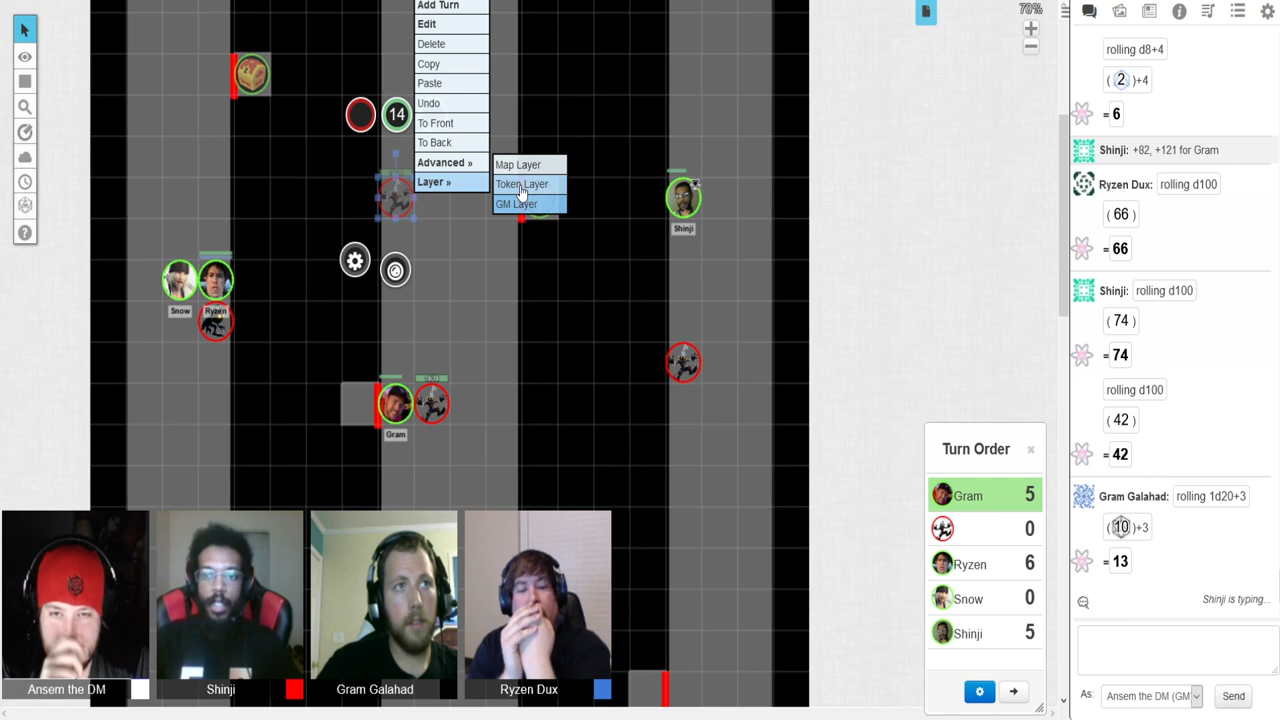 Add Turn
Edit
Delete
Copy
Paste
Undo
To Front
To Back
Advanced »
Layer »
Map Layer
Token Layer
GM Layer
14
Shinji
Snow
Ryzen
Gram
70%
Turn Order ×
Gram 5
0
Ryzen 6
Snow 0
Shinji 5
Ansem the DM
Shinji
Gram Galahad
Ryzen Dux
rolling d8+4
(2)+4
=6
Shinji: +82, +121 for Gram
Ryzen Dux: rolling d100
(66)
=66
Shinji: rolling d100
(74)
=74
rolling d100
(42)
=42
Gram Galahad: rolling 1d20+3
(10)+3
=13
Shinji is typing...
As: Ansem the DM (GM)
Send